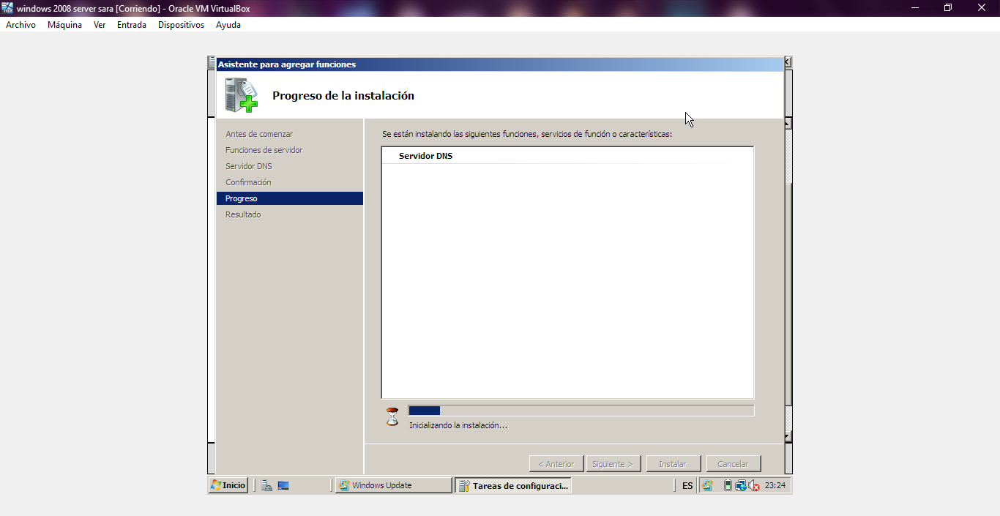 windows 2008 server sara [Corriendo] - Oracle VM VirtualBox
Archivo Máquina Ver Entrada Dispositivos Ayuda
Asistente para agregar funciones
Progreso de la instalación
Antes de comenzar
Funciones de servidor
Servidor DNS
Confirmación
Progreso
Resultado
Se están instalando las siguientes funciones, servicios de función o características:
Servidor DNS
Inicializando la instalación...
< Anterior Siguiente > Instalar Cancelar
Inicio Windows Update Tareas de configuraci... ES 23:24